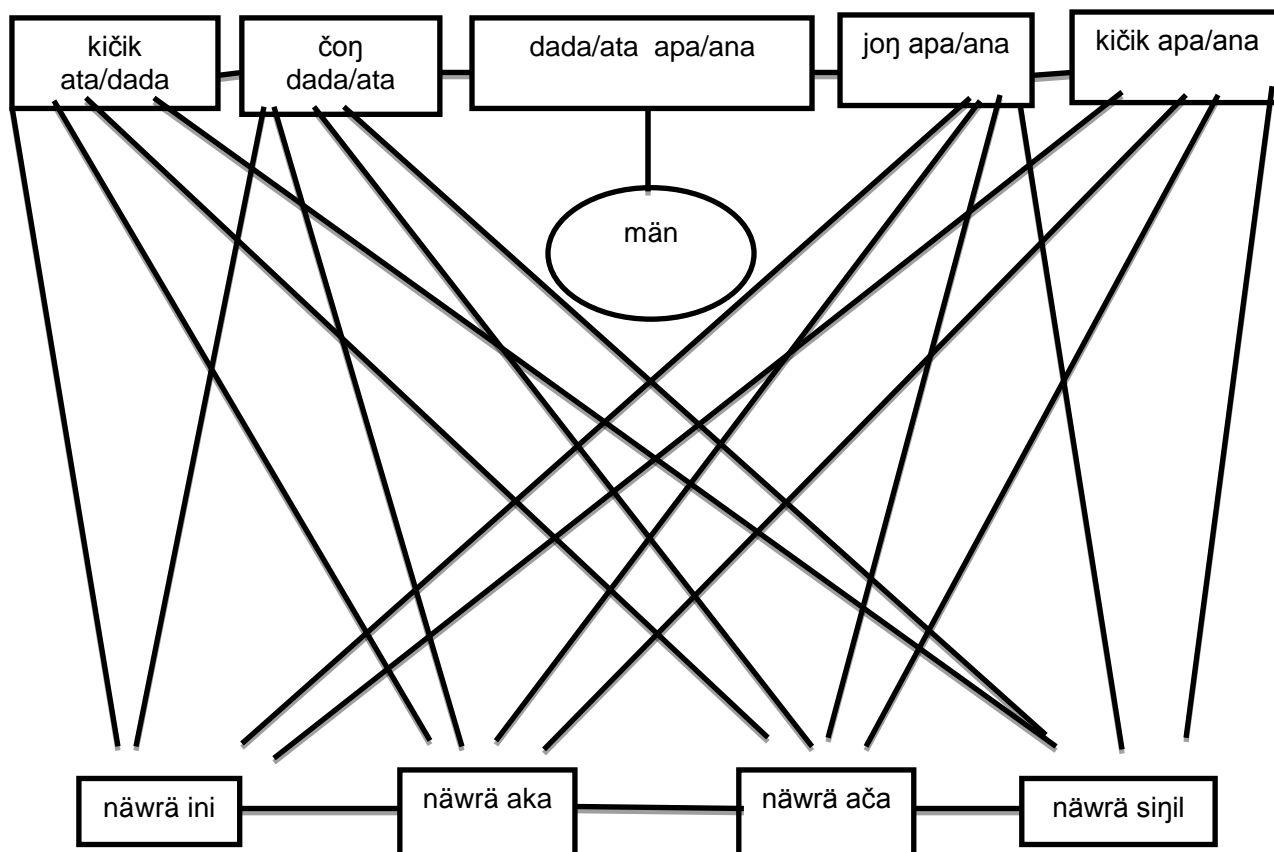 kičik
ata/dada
čoŋ
dada/ata
dada/ata apa/ana
joŋ apa/ana
kičik apa/ana
män
näwrä ini
näwrä aka
näwrä ača
näwrä siŋil